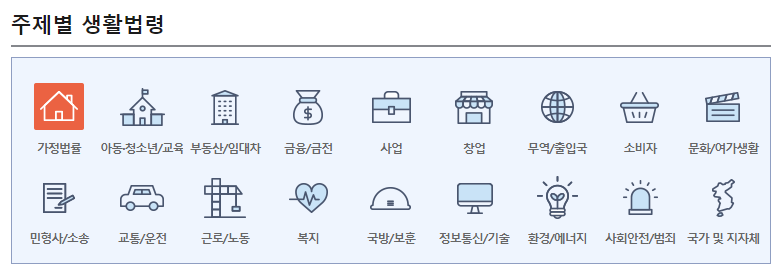 주제별 생활법령
가정법률 아동·청소년/교육 부동산/임대차 금융/금전 사업 창업 무역/출입국 소비자 문화/여가생활
민형사/소송 교통/운전 근로/노동 복지 국방/보훈 정보통신/기술 환경/에너지 사회안전/범죄 국가 및 지자체